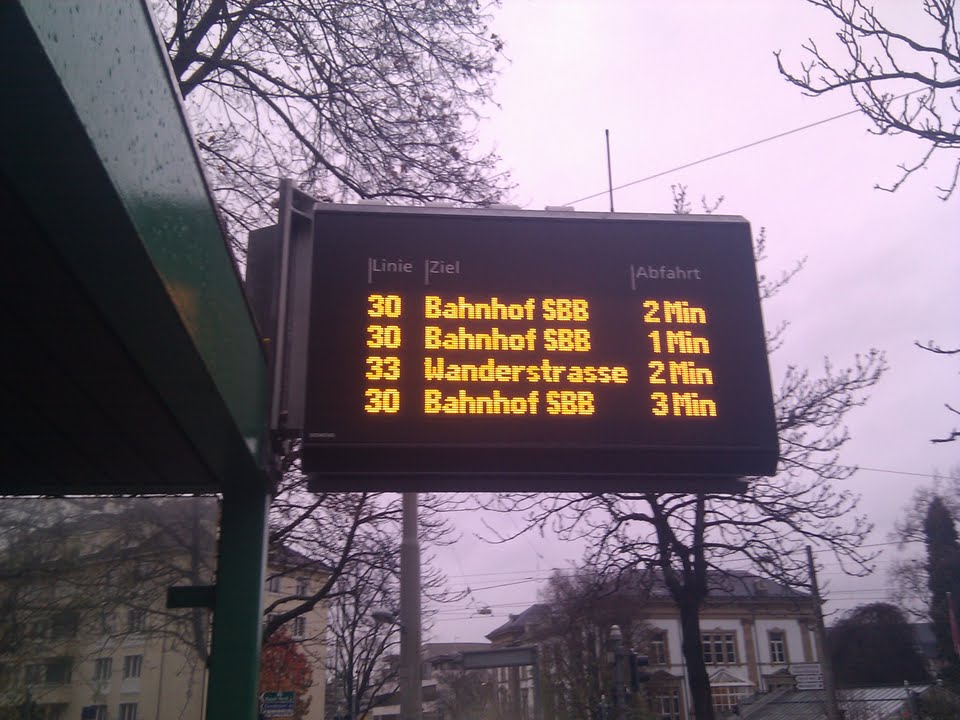 Linie Ziel Abfahrt
30 Bahnhof SBB 2 Min
30 Bahnhof SBB 1 Min
33 Wanderstrasse 2 Min
30 Bahnhof SBB 3 Min
SIEMENS